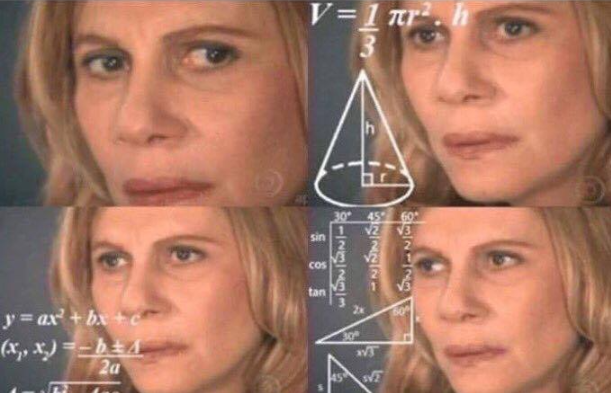 V = 1/3 πr² . h
h
r
30° 45° 60°
sin 1/2 √2/2 √3/2
cos √3/2 √2/2 1/2
tan √3/3 1 √3
2x
60°
x
30°
x√3
45°
s√2
s
y = ax² + bx + c
(x₁, x₂) = -b ± Δ
2a